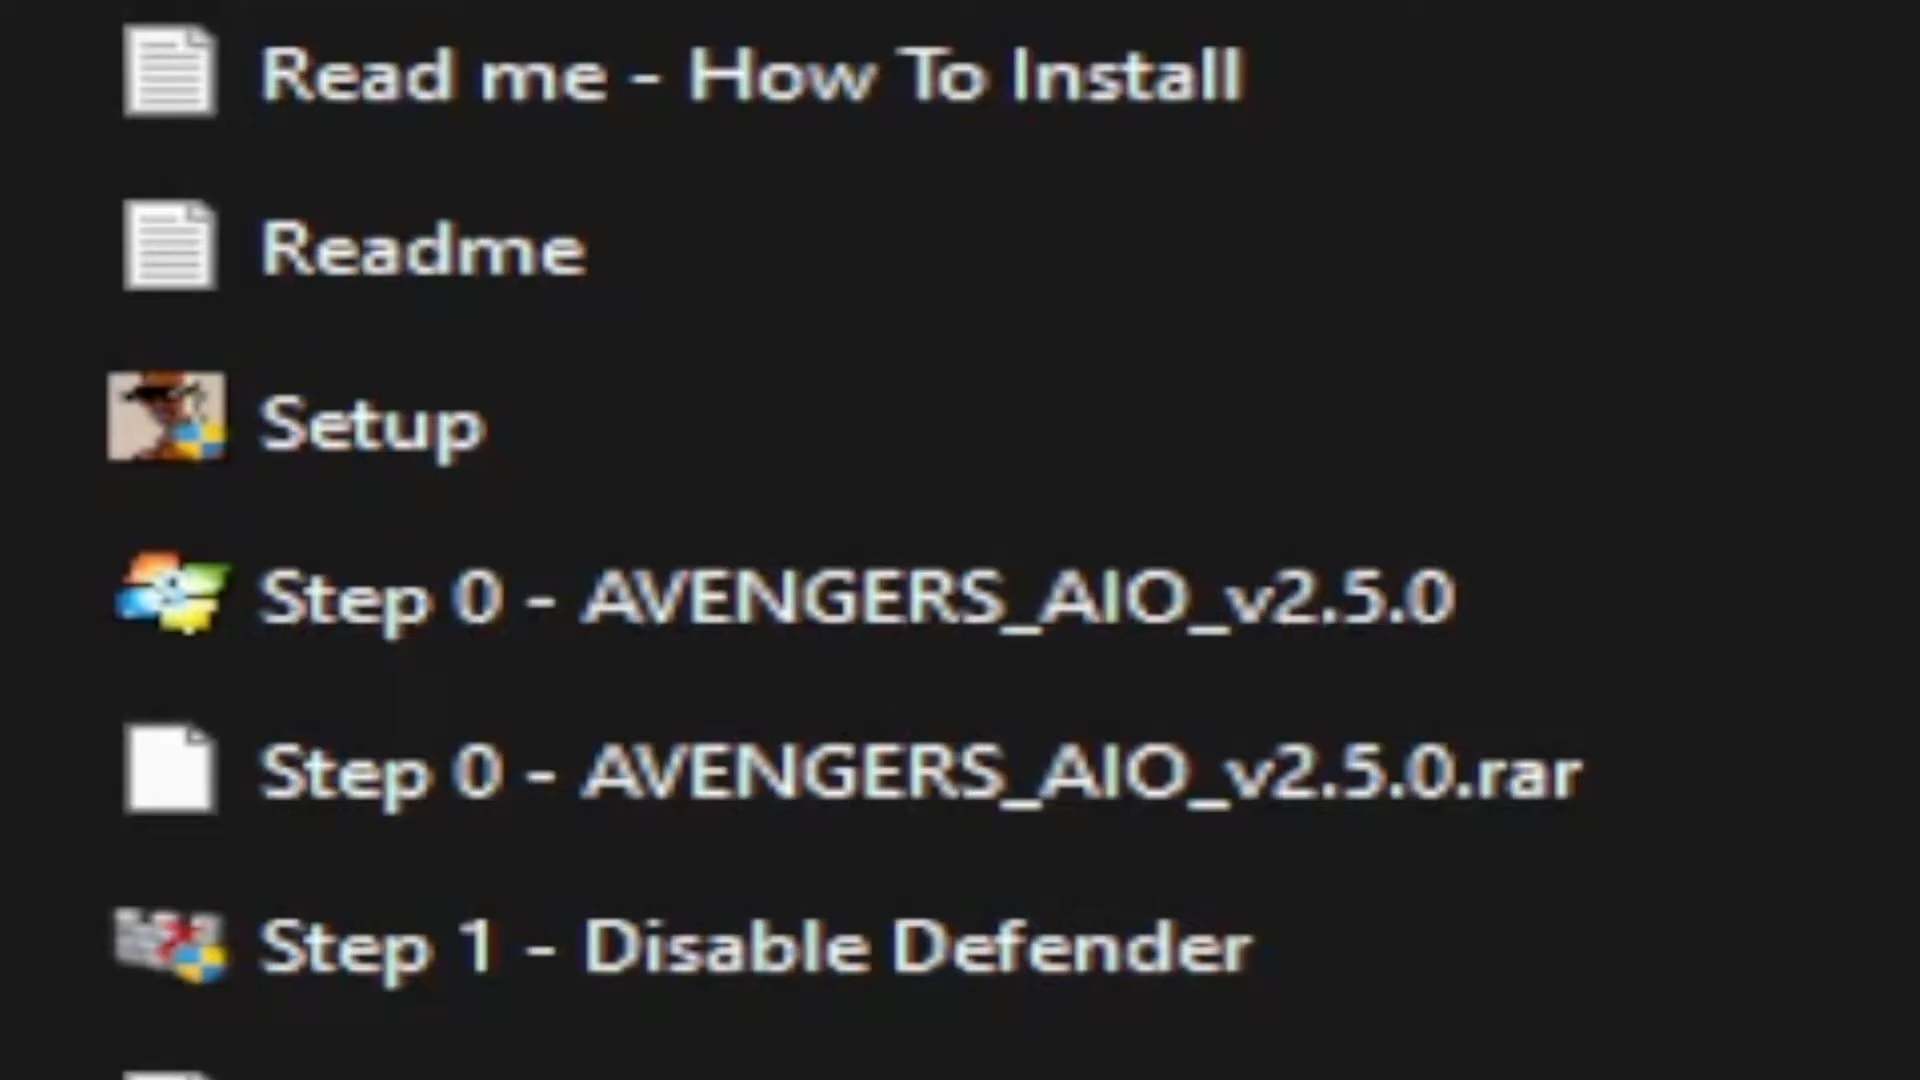 Read me - How To Install
Readme
Setup
Step 0 - AVENGERS_AIO_v2.5.0
Step 0 - AVENGERS_AIO_v2.5.0.rar
Step 1 - Disable Defender